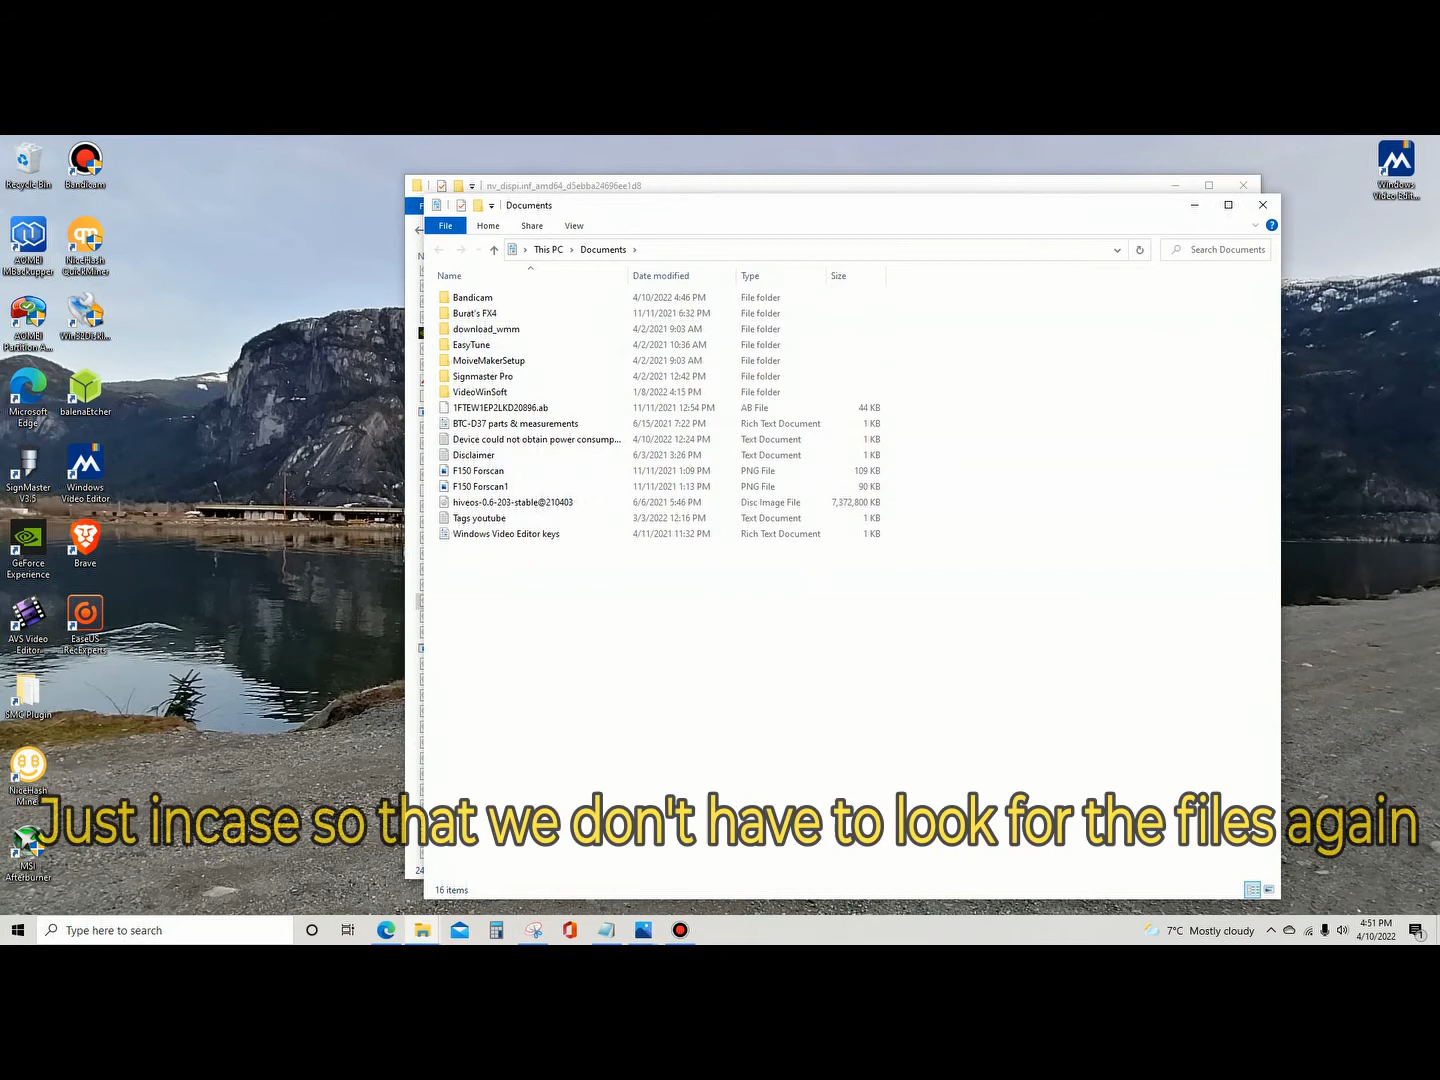 Recycle Bin
Bandicam
AOMEI
MBackupper
NiceHash
QuickMiner
AOMEI
Partition A...
Win32DiskI...
Microsoft
Edge
balenaEtcher
SignMaster
V3.5
Windows
Video Editor
GeForce
Experience
Brave
AVS Video
Editor
EaseUS
RecExperts
SMC Plugin
NiceHash
Mine
MSI
Afterburner
Windows
Video Edit...
nv_dispi.inf_amd64_d5ebba24696ee1d8
Documents
File Home Share View
This PC > Documents >
Search Documents
Name Date modified Type Size
Bandicam 4/10/2022 4:46 PM File folder
Burat's FX4 11/11/2021 6:32 PM File folder
download_wmm 4/2/2021 9:03 AM File folder
EasyTune 4/2/2021 10:36 AM File folder
MoiveMakerSetup 4/2/2021 9:03 AM File folder
Signmaster Pro 4/2/2021 12:42 PM File folder
VideoWinSoft 1/8/2022 4:15 PM File folder
1FTEW1EP2LKD20896.ab 11/11/2021 12:54 PM AB File 44 KB
BTC-D37 parts & measurements 6/15/2021 7:22 PM Rich Text Document 1 KB
Device could not obtain power consump... 4/10/2022 12:24 PM Text Document 1 KB
Disclaimer 6/3/2021 3:26 PM Text Document 1 KB
F150 Forscan 11/11/2021 1:09 PM PNG File 109 KB
F150 Forscan1 11/11/2021 1:13 PM PNG File 90 KB
hiveos-0.6-203-stable@210403 6/6/2021 5:46 PM Disc Image File 7,372,800 KB
Tags youtube 3/3/2022 12:16 PM Text Document 1 KB
Windows Video Editor keys 4/11/2021 11:32 PM Rich Text Document 1 KB
Just incase so that we don't have to look for the files again
24
16 items
Type here to search
7°C Mostly cloudy
4:51 PM
4/10/2022
1